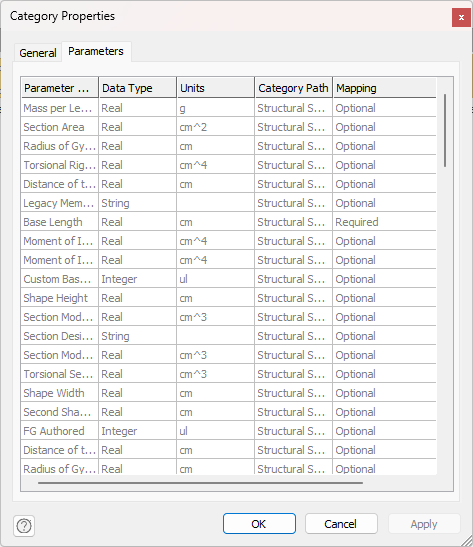 Category Properties
General Parameters
Parameter ... Data Type Units Category Path Mapping
Mass per Le... Real g Structural S... Optional
Section Area Real cm^2 Structural S... Optional
Radius of Gy... Real cm Structural S... Optional
Torsional Rig... Real cm^4 Structural S... Optional
Distance of t... Real cm Structural S... Optional
Legacy Mem... String Structural S... Optional
Base Length Real cm Structural S... Required
Moment of I... Real cm^4 Structural S... Optional
Moment of I... Real cm^4 Structural S... Optional
Custom Bas... Integer ul Structural S... Optional
Shape Height Real cm Structural S... Optional
Section Mod... Real cm^3 Structural S... Optional
Section Desi... String Structural S... Optional
Section Mod... Real cm^3 Structural S... Optional
Torsional Se... Real cm^3 Structural S... Optional
Shape Width Real cm Structural S... Optional
Second Sha... Real cm Structural S... Optional
FG Authored Integer ul Structural S... Optional
Distance of t... Real cm Structural S... Optional
Radius of Gy... Real cm Structural S... Optional
OK Cancel Apply